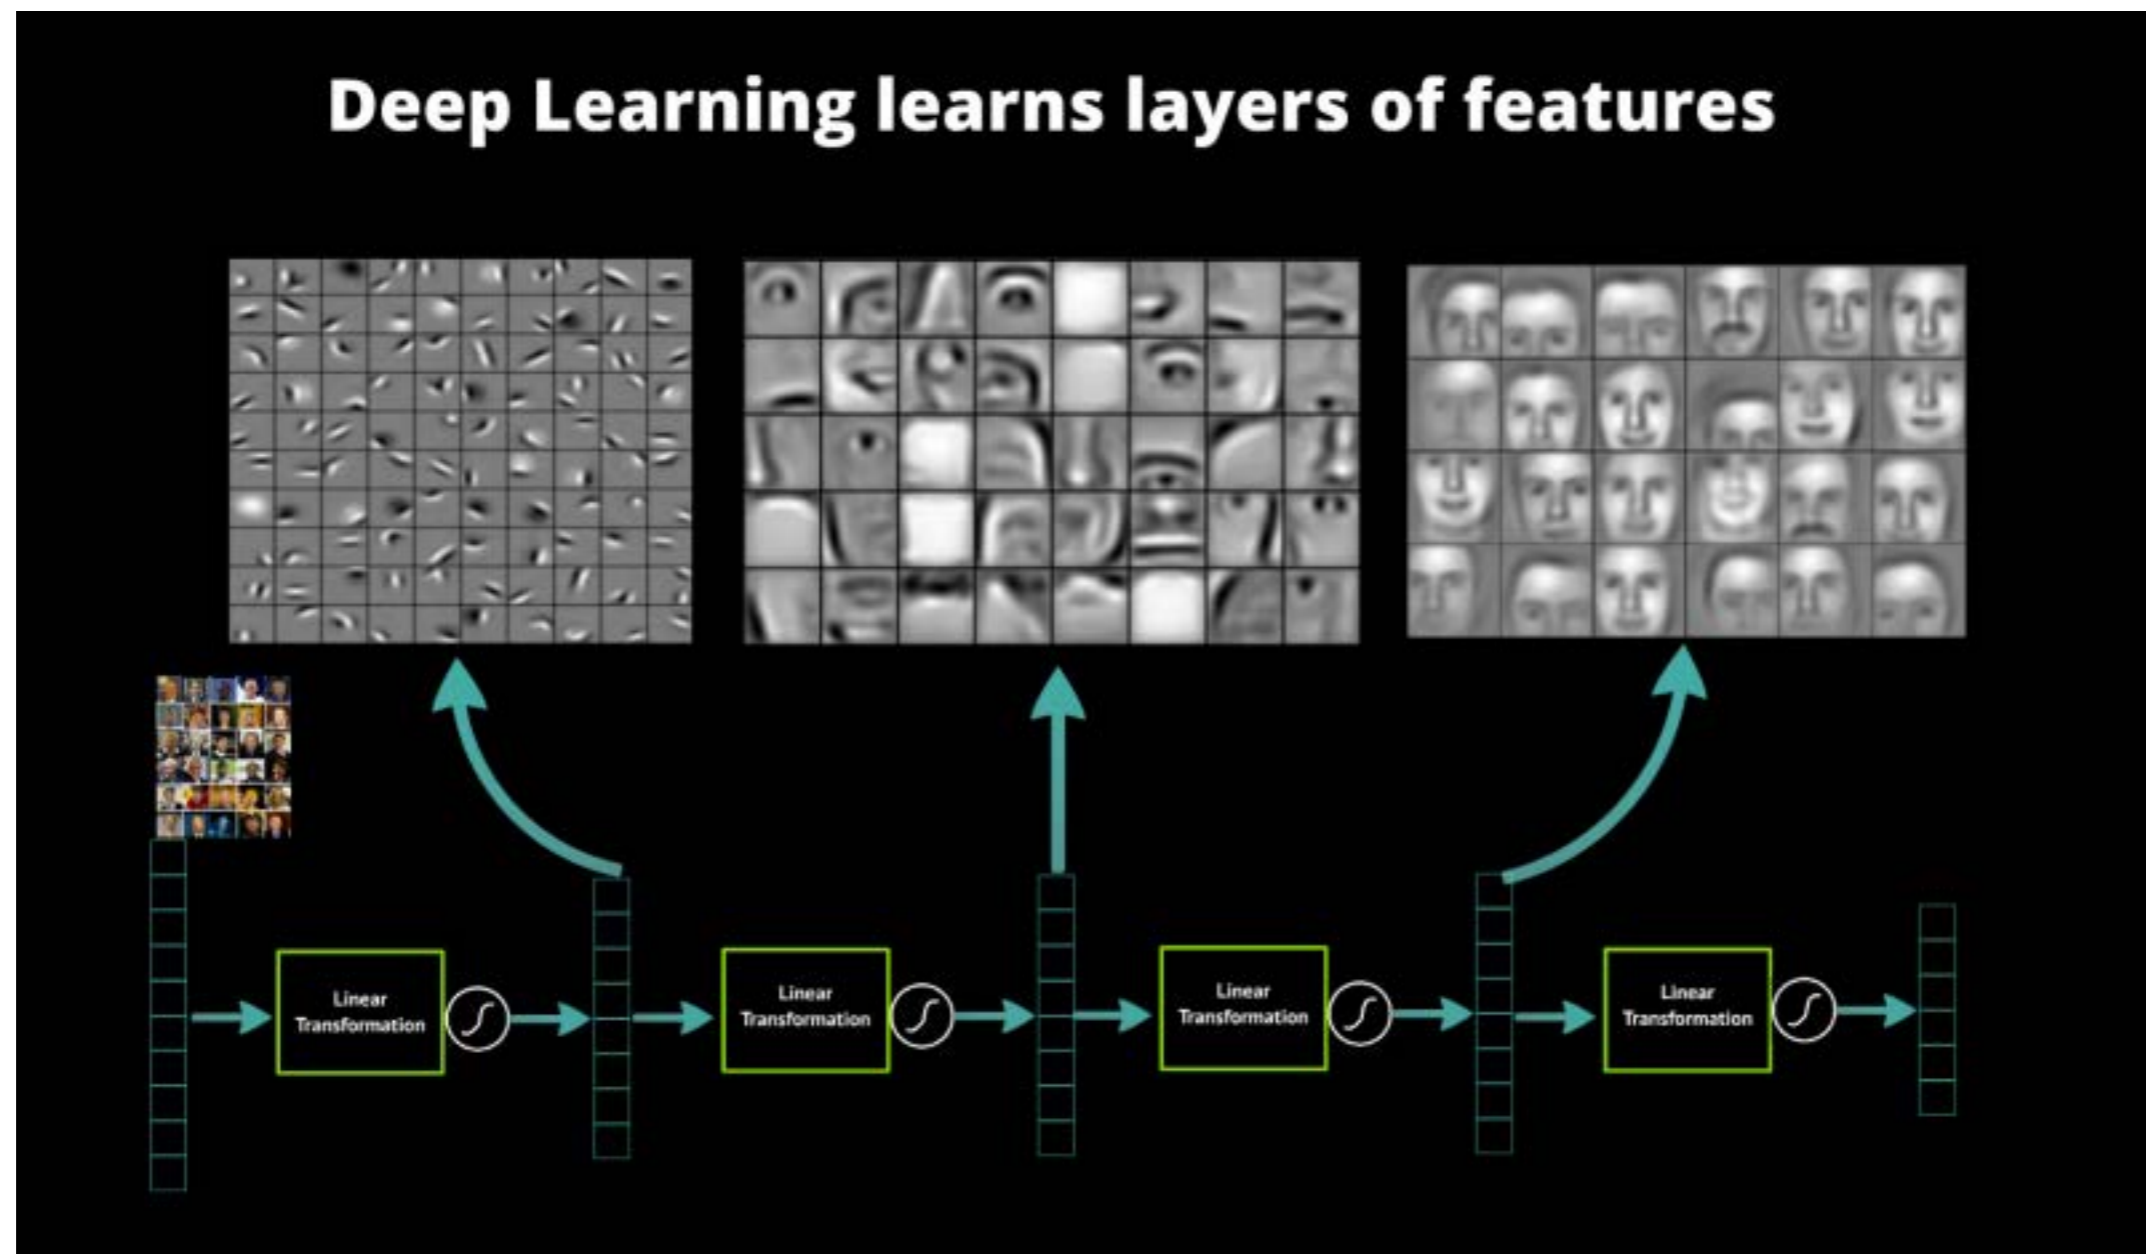 Deep Learning learns layers of features
Linear
Transformation
Linear
Transformation
Linear
Transformation
Linear
Transformation